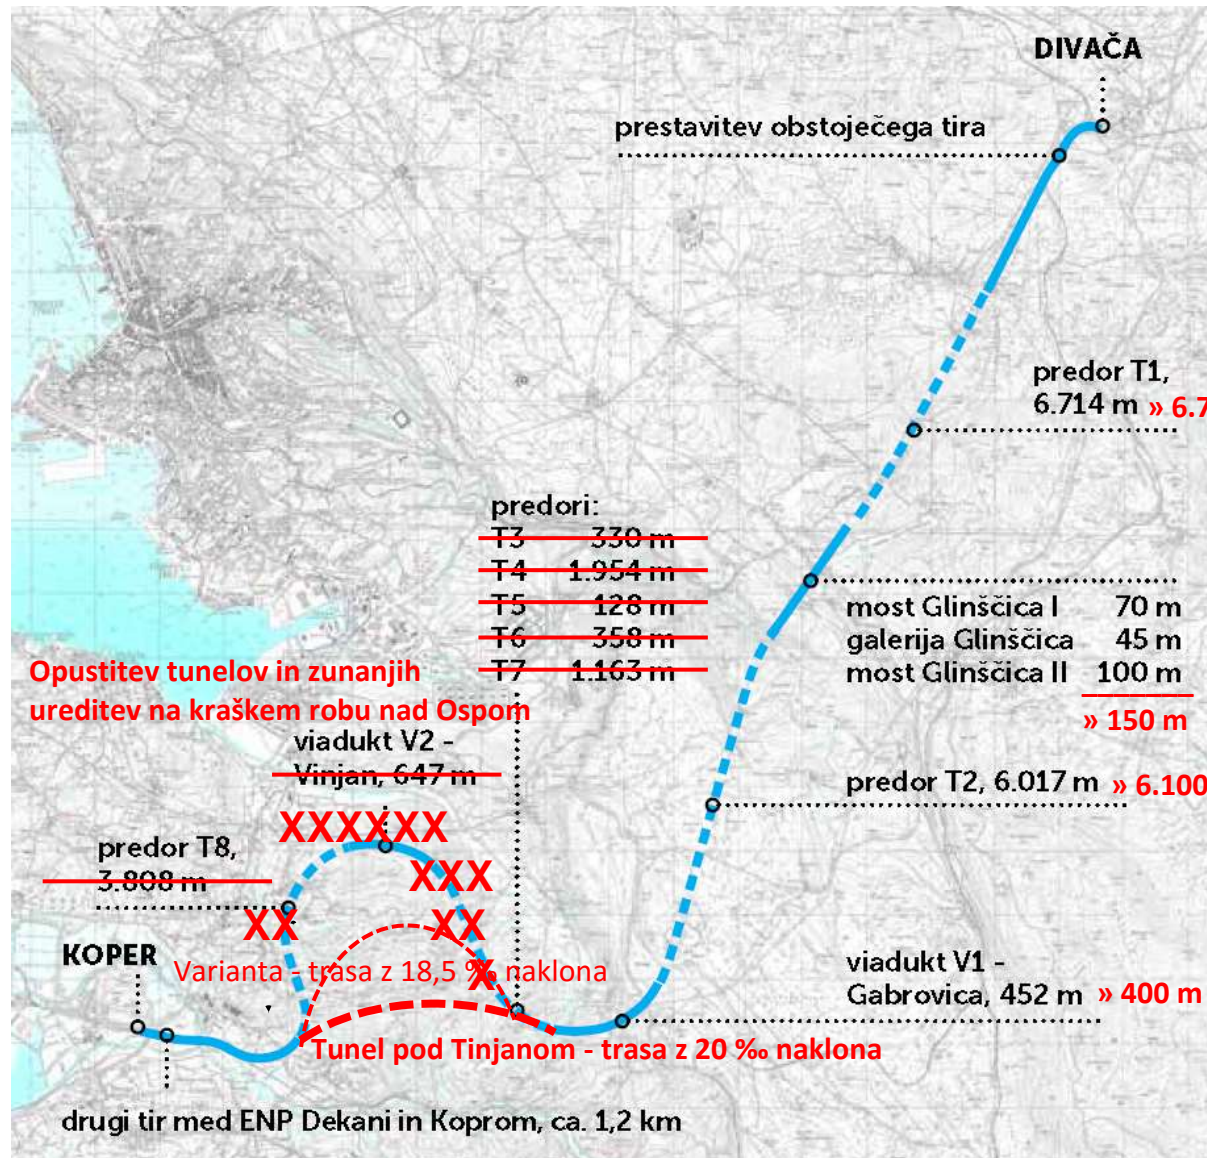 DIVAČA
prestavitev obstoječega tira
predor T1,
6.714 m » 6.7
predori:
T3 330 m
T4 1.954 m
T5 128 m
T6 358 m
T7 1.163 m
most Glinščica I 70 m
galerija Glinščica 45 m
most Glinščica II 100 m
» 150 m
Opustitev tunelov in zunanjih
ureditev na kraškem robu nad Ospom
viadukt V2 -
Vinjan, 647 m
predor T2, 6.017 m » 6.100
XXXXXX
predor T8,
3.808 m
XXX
XX XX
KOPER
Varianta - trasa z 18,5 ‰ naklona
X
viadukt V1 -
Gabrovica, 452 m » 400 m
Tunel pod Tinjanom - trasa z 20 ‰ naklona
drugi tir med ENP Dekani in Koprom, ca. 1,2 km